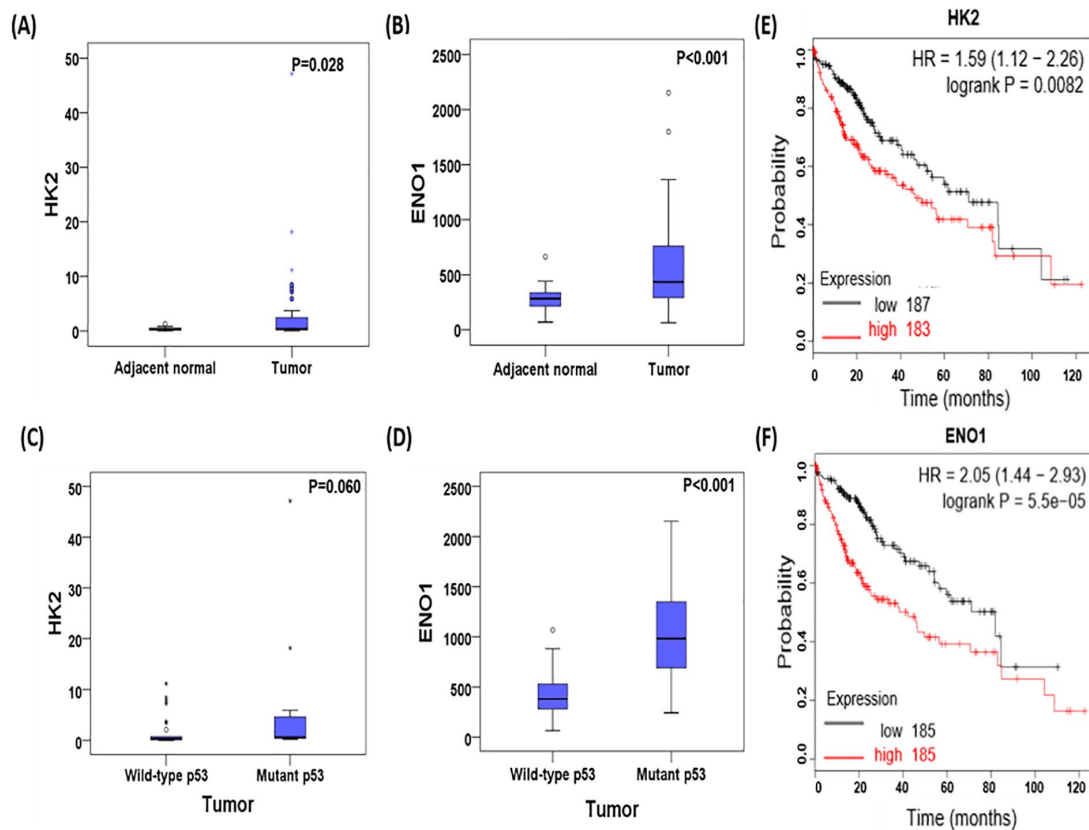 (A)
P=0.028
HK2
50
40
30
20
10
0
Adjacent normal
Tumor
(B)
P<0.001
ENO1
2500
2000
1500
1000
500
0
Adjacent normal
Tumor
(E)
HK2
HR = 1.59 (1.12 − 2.26)
logrank P = 0.0082
Probability
1.0
0.8
0.6
0.4
0.2
0.0
Expression
low 187
high 183
0 20 40 60 80 100 120
Time (months)
(C)
P=0.060
HK2
50
40
30
20
10
0
Wild-type p53
Mutant p53
Tumor
(D)
P<0.001
ENO1
2500
2000
1500
1000
500
0
Wild-type p53
Mutant p53
Tumor
(F)
ENO1
HR = 2.05 (1.44 − 2.93)
logrank P = 5.5e−05
Probability
1.0
0.8
0.6
0.4
0.2
0.0
Expression
low 185
high 185
0 20 40 60 80 100 120
Time (months)